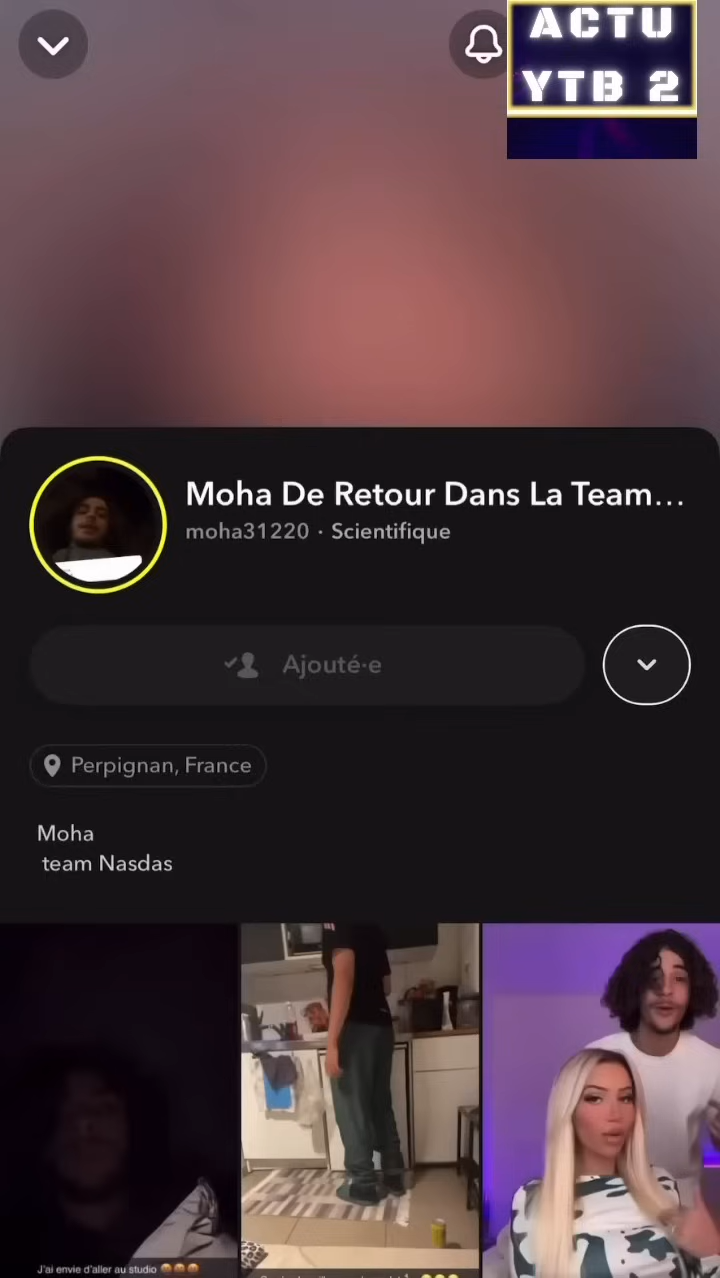 ACTU
YTB 2
Moha De Retour Dans La Team...
moha31220 · Scientifique
Ajouté·e
Perpignan, France
Moha
team Nasdas
J'ai envie d'aller au studio 😂😂😂